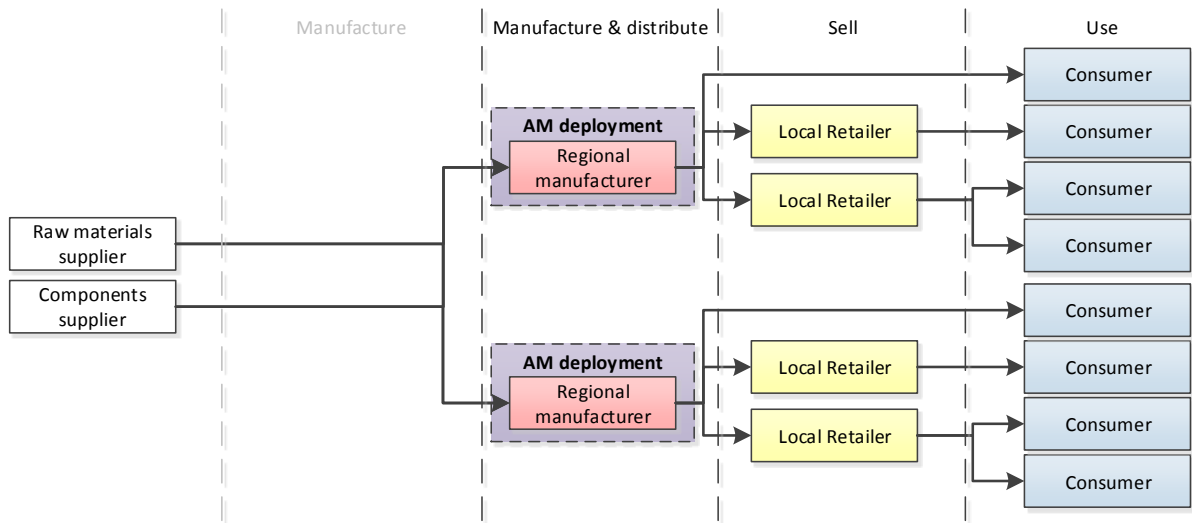 Manufacture
Manufacture & distribute
Sell
Use
Raw materials
supplier
Components
supplier
AM deployment
Regional
manufacturer
Local Retailer
Local Retailer
Consumer
Consumer
Consumer
Consumer
AM deployment
Regional
manufacturer
Local Retailer
Local Retailer
Consumer
Consumer
Consumer
Consumer